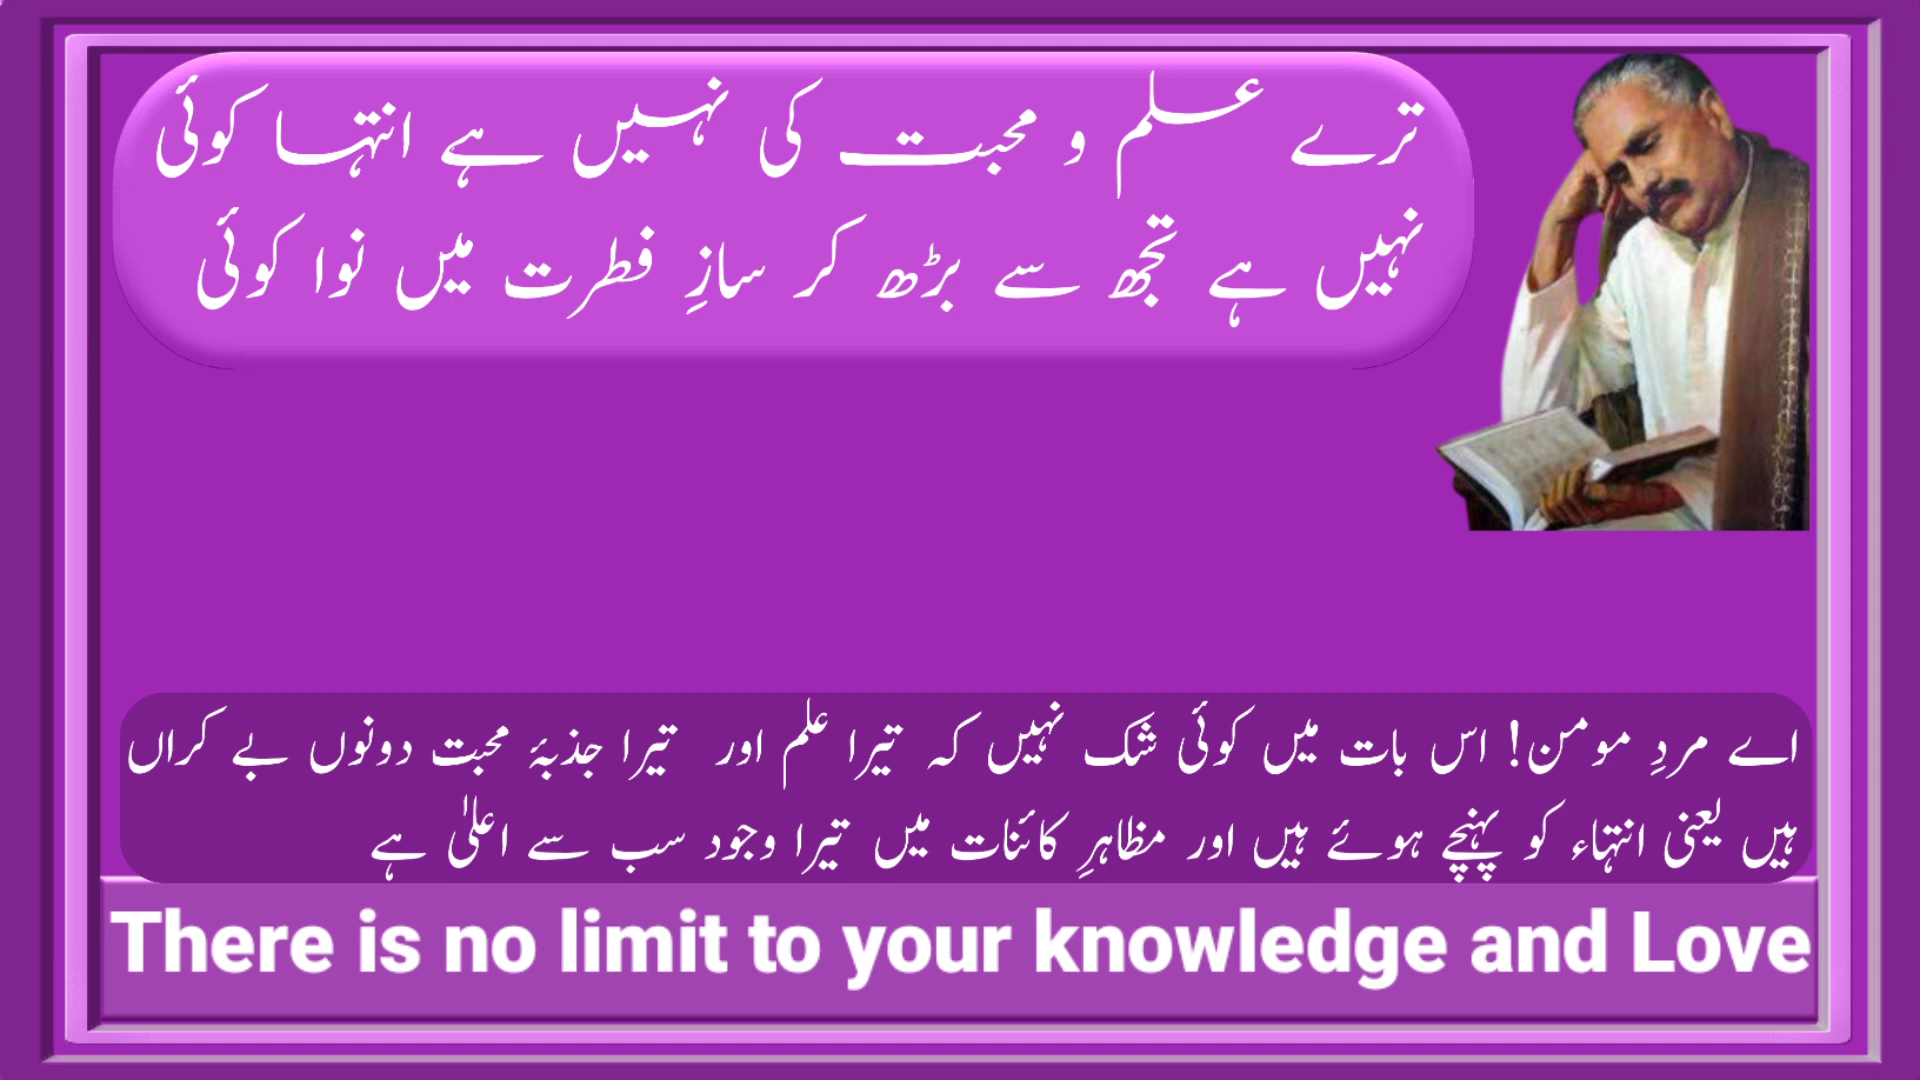 ترے علم و محبت کی نہیں ہے انتہا کوئی
نہیں ہے تجھ سے بڑھ کر سازِ فطرت میں نوا کوئی
اے مردِ مومن! اس بات میں کوئی شک نہیں کہ تیرا علم اور تیرا جذبۂ محبت دونوں بے کراں
ہیں یعنی انتہاء کو پہنچے ہوئے ہیں اور مظاہرِ کائنات میں تیرا وجود سب سے اعلیٰ ہے
There is no limit to your knowledge and Love